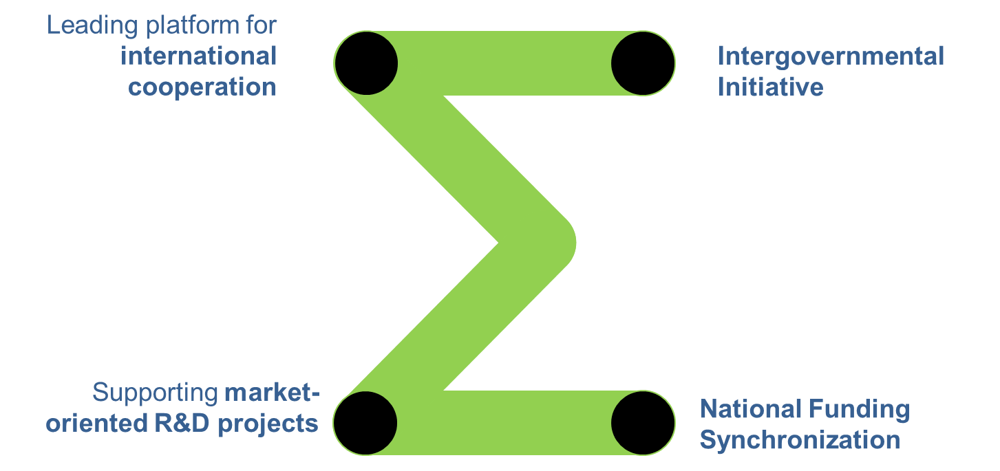 Leading platform for
international
cooperation
Intergovernmental
Initiative
Supporting market-
oriented R&D projects
National Funding
Synchronization